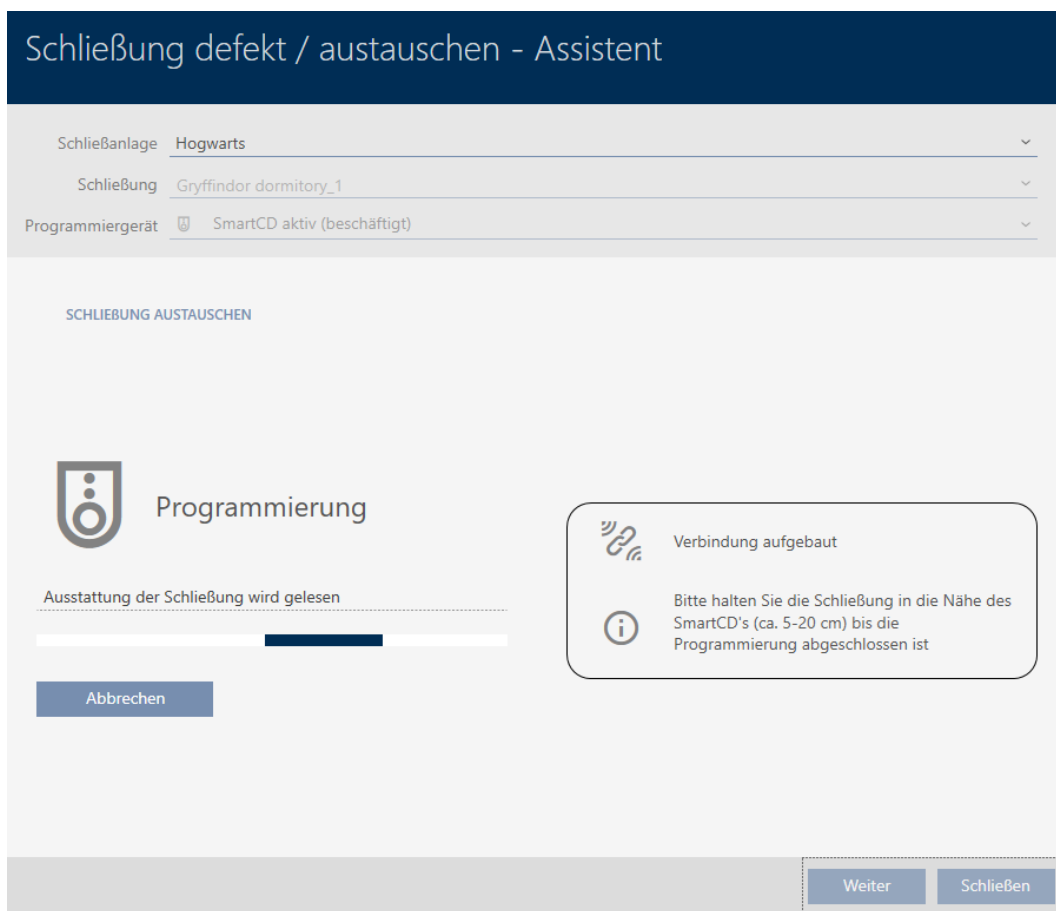 Schließung defekt / austauschen - Assistent
Schließanlage Hogwarts
Schließung Gryffindor dormitory_1
Programmiergerät SmartCD aktiv (beschäftigt)
SCHLIEßUNG AUSTAUSCHEN
Programmierung
Ausstattung der Schließung wird gelesen
Abbrechen
Verbindung aufgebaut
Bitte halten Sie die Schließung in die Nähe des
SmartCD's (ca. 5-20 cm) bis die
Programmierung abgeschlossen ist
Weiter Schließen